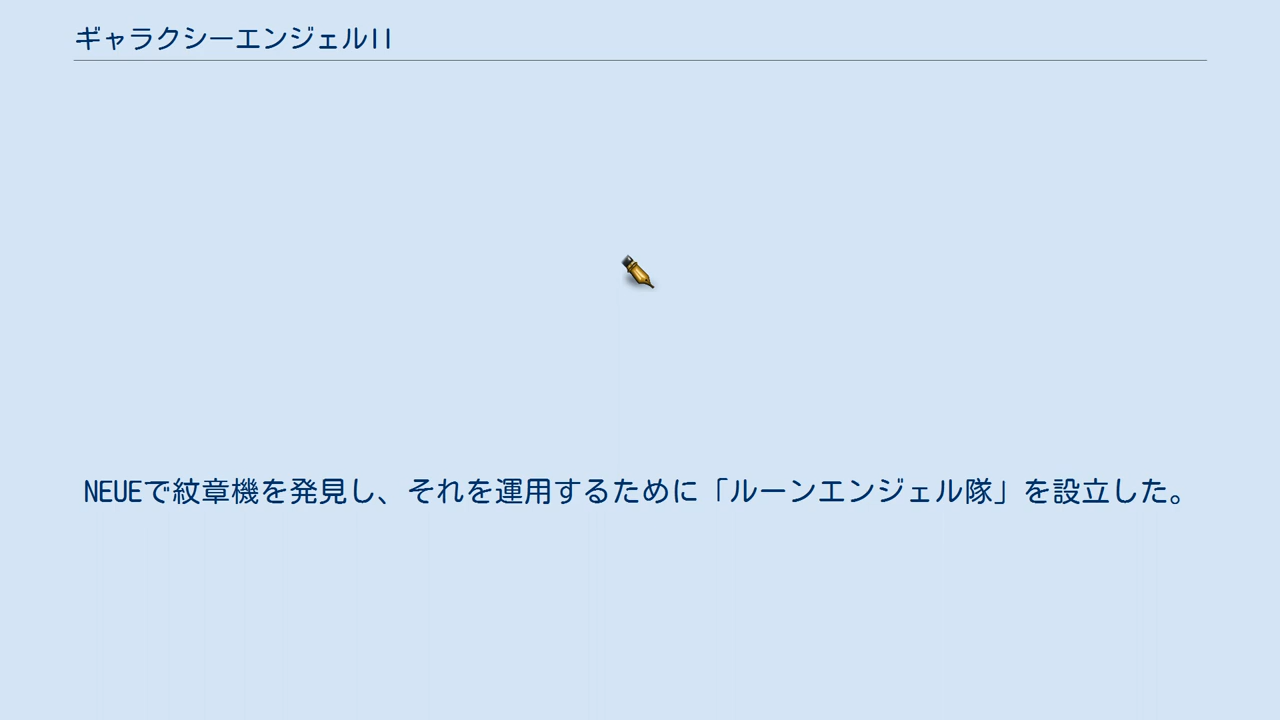 ギャラクシーエンジェルII
NEUEで紋章機を発見し、それを運用するために「ルーンエンジェル隊」を設立した。